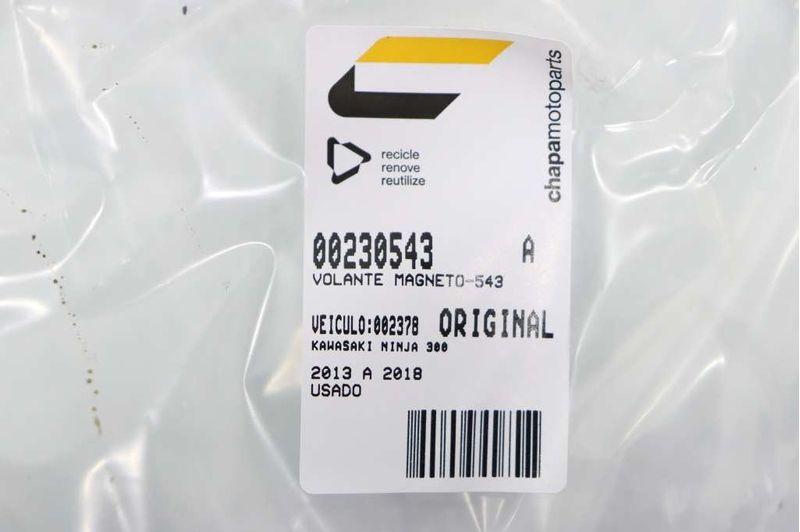 chapamotoparts
recicle
renove
reutilize
00230543 A
VOLANTE MAGNETO-543
VEICULO:002378 ORIGINAL
KAWASAKI NINJA 300
2013 A 2018
USADO